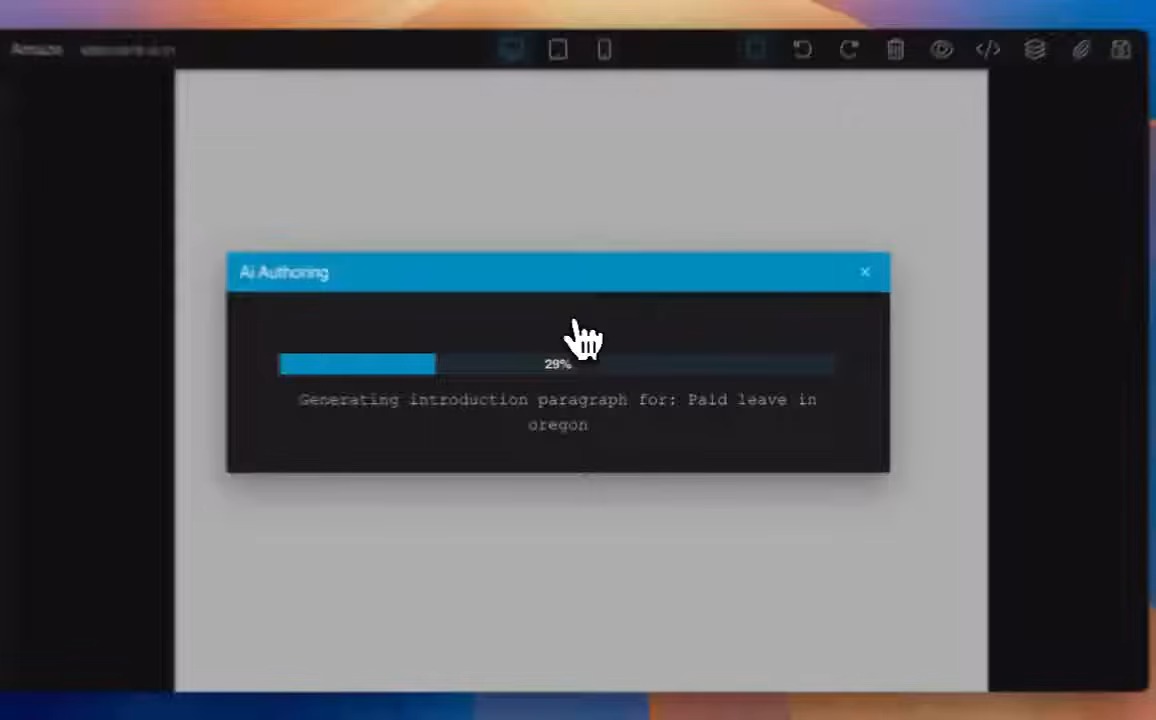 Ai Authoring
29%
Generating introduction paragraph for: Paid leave in
oregon